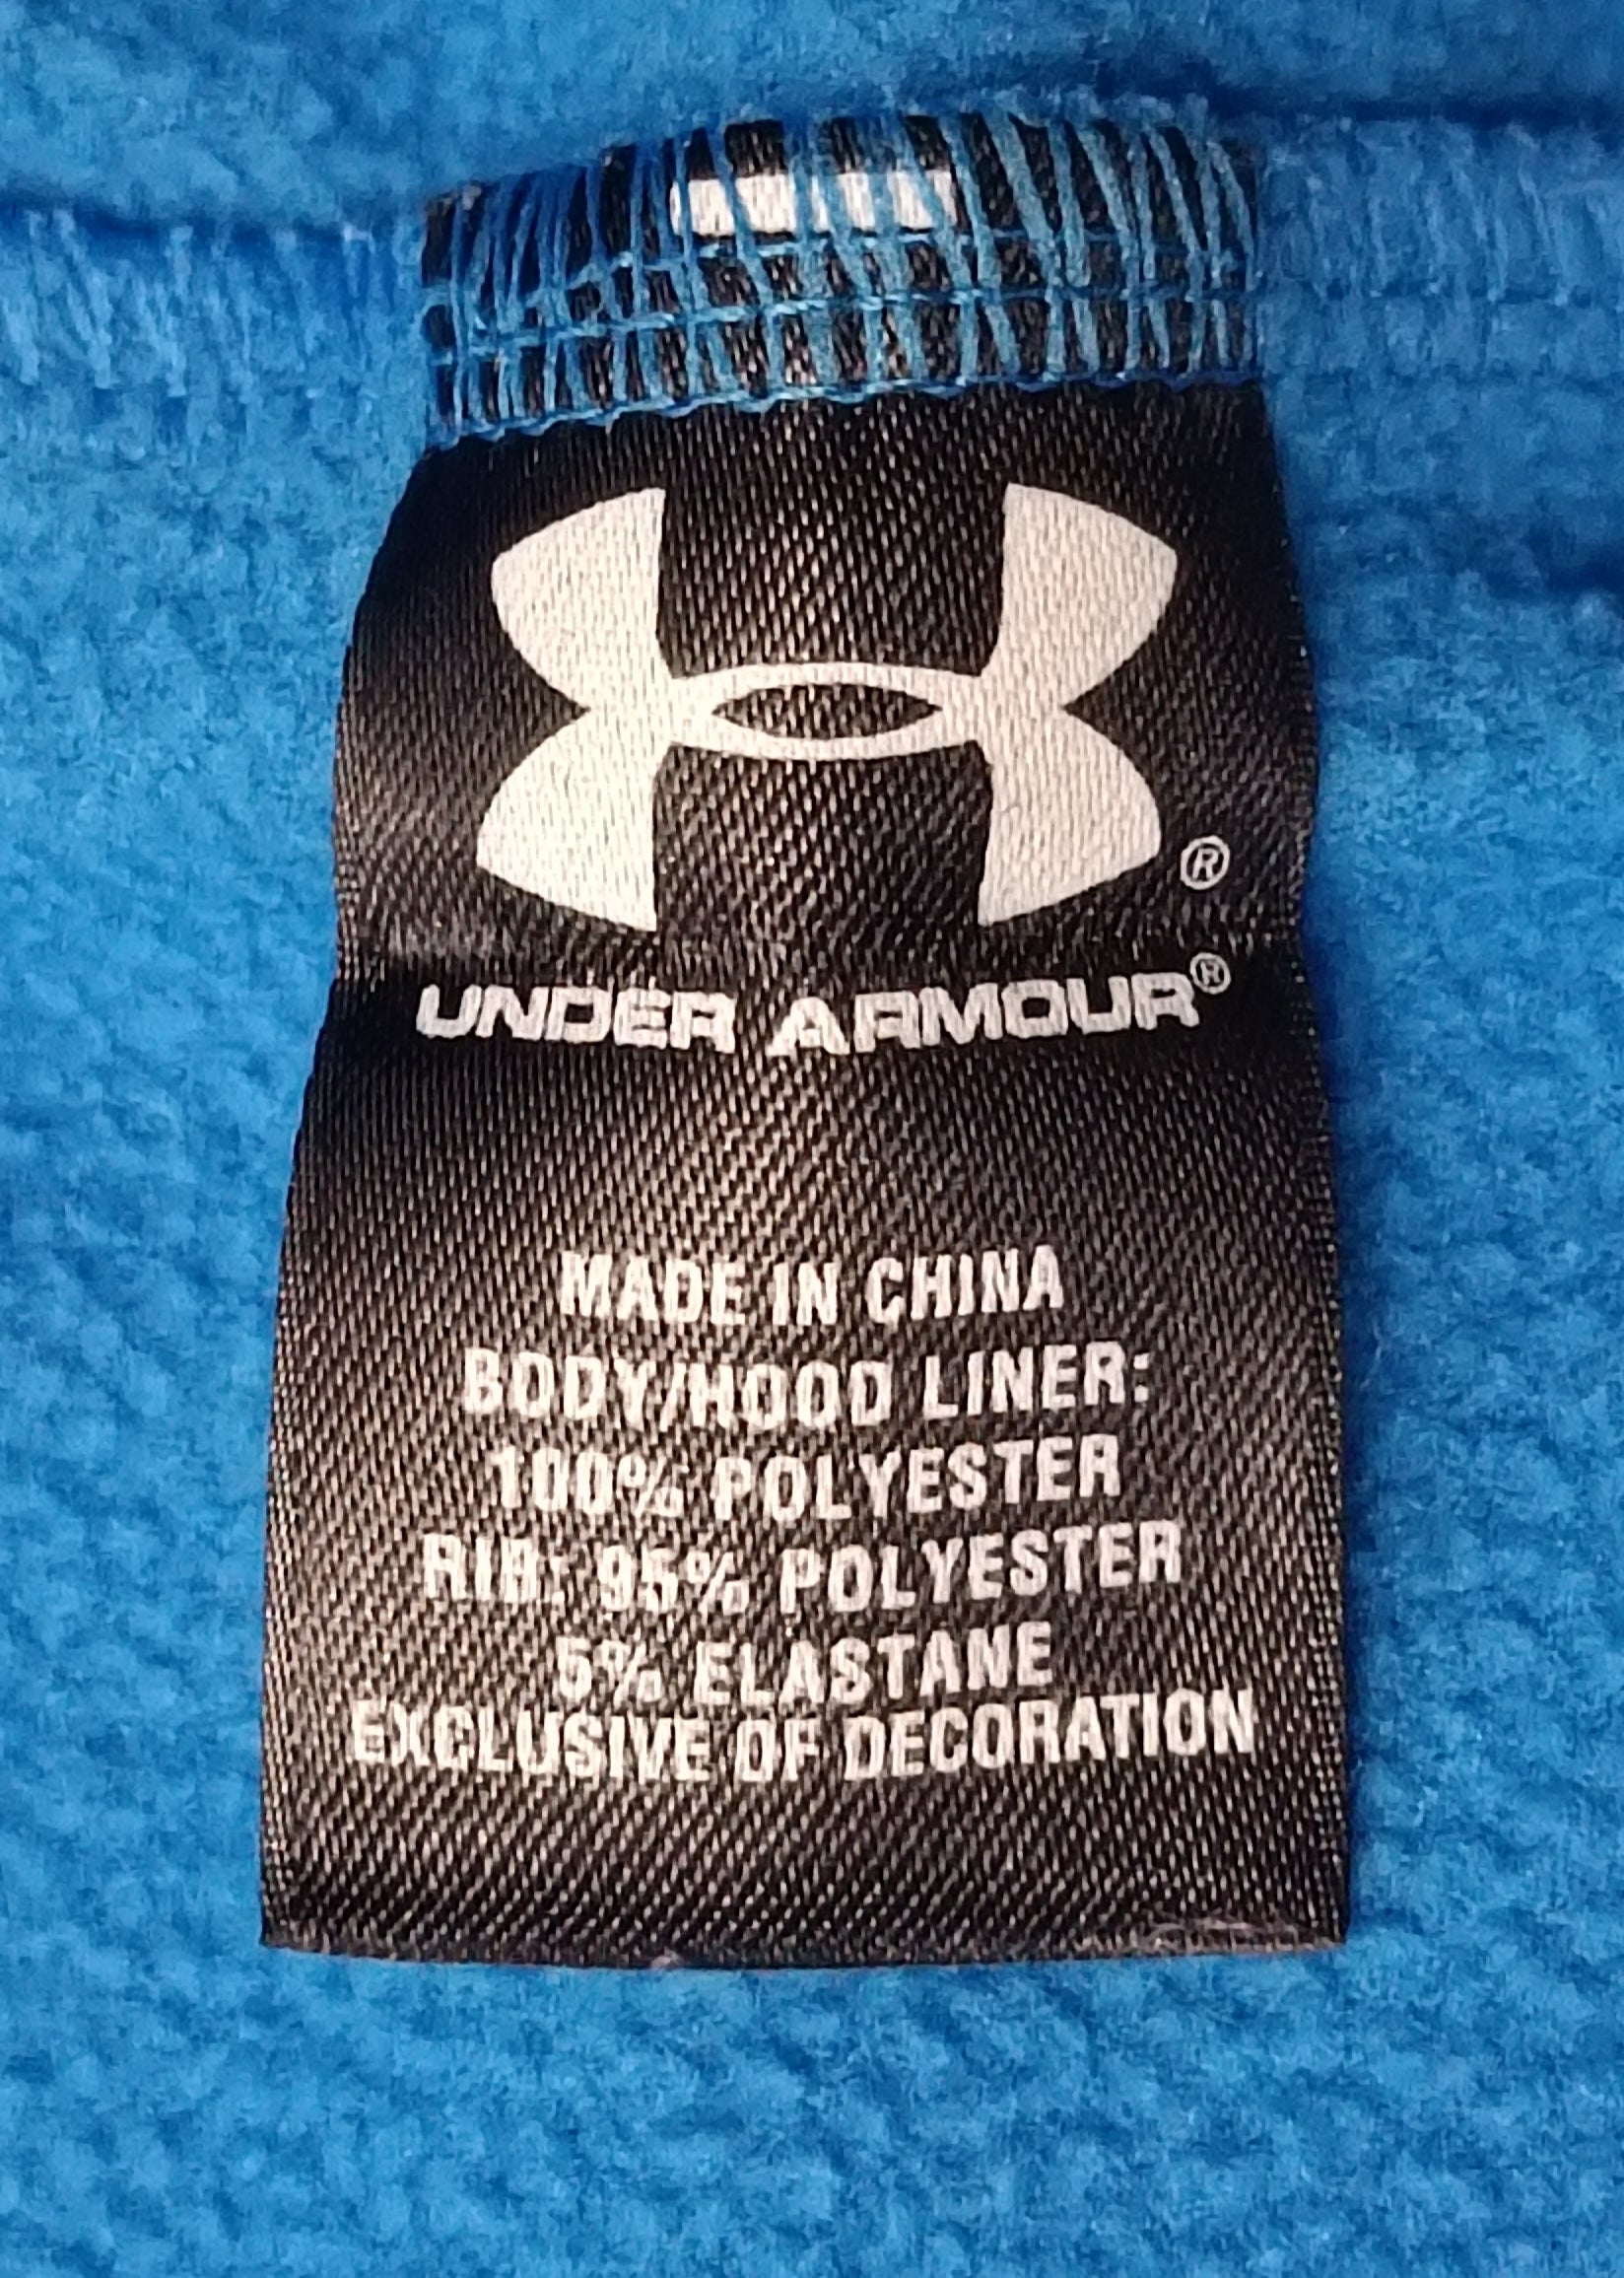 ®
UNDER ARMOUR®
MADE IN CHINA
BODY/HOOD LINER:
100% POLYESTER
RIB: 95% POLYESTER
5% ELASTANE
EXCLUSIVE OF DECORATION